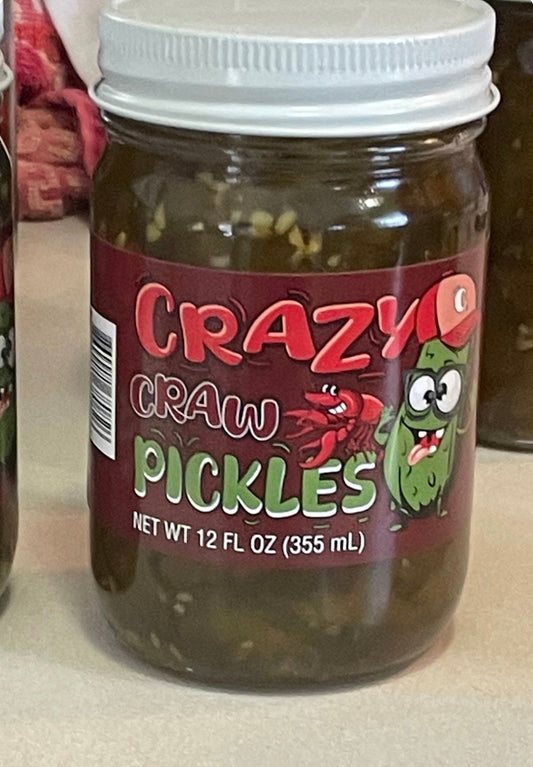 CRAZY
CRAW
PICKLES
NET WT 12 FL OZ (355 mL)
C